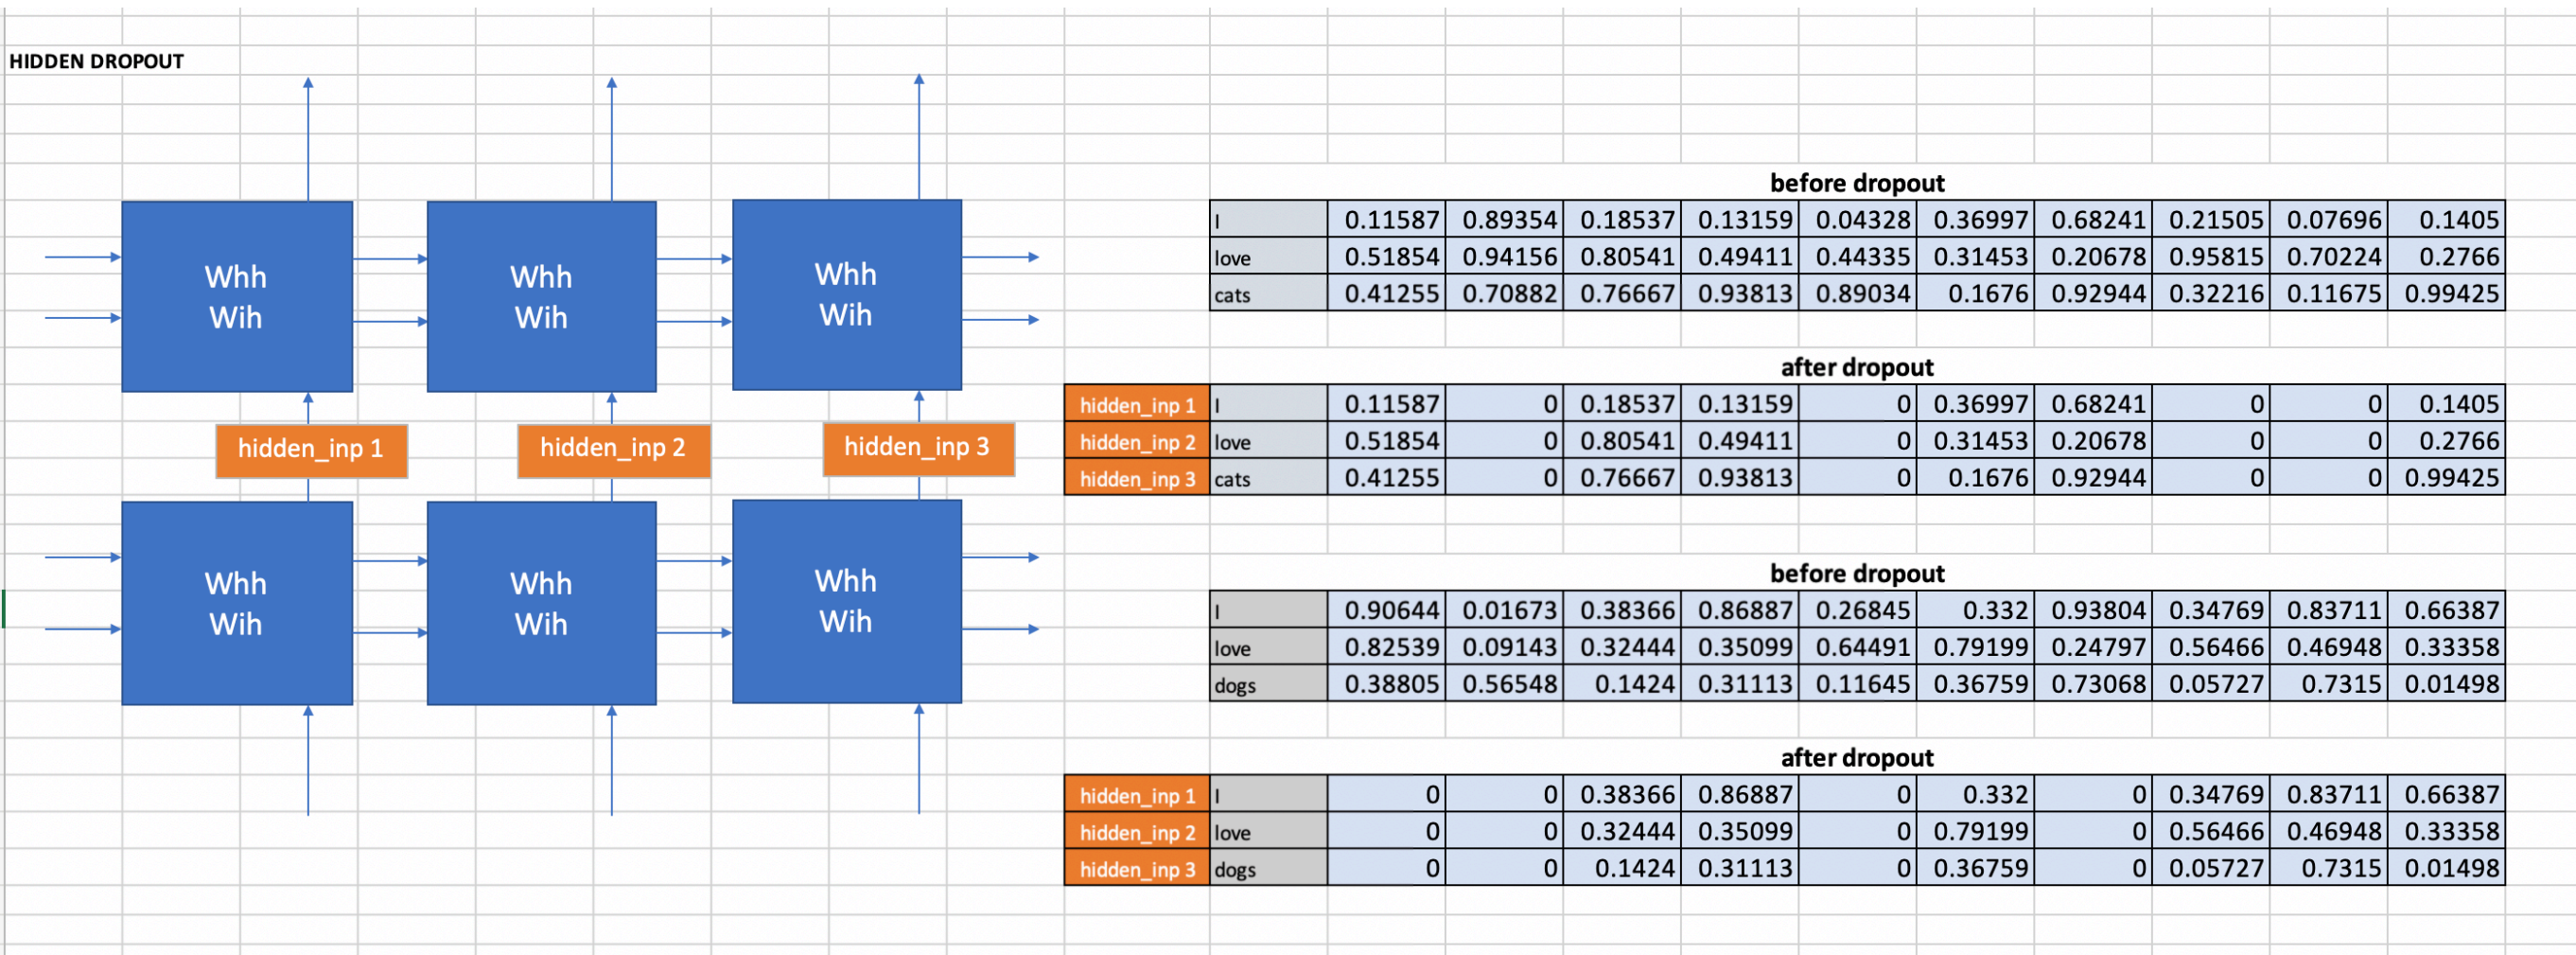 HIDDEN DROPOUT
Whh
Wih
Whh
Wih
Whh
Wih
hidden_inp 1
hidden_inp 2
hidden_inp 3
Whh
Wih
Whh
Wih
Whh
Wih
before dropout
I 0.11587 0.89354 0.18537 0.13159 0.04328 0.36997 0.68241 0.21505 0.07696 0.1405
love 0.51854 0.94156 0.80541 0.49411 0.44335 0.31453 0.20678 0.95815 0.70224 0.2766
cats 0.41255 0.70882 0.76667 0.93813 0.89034 0.1676 0.92944 0.32216 0.11675 0.99425
after dropout
hidden_inp 1 I 0.11587 0 0.18537 0.13159 0 0.36997 0.68241 0 0 0.1405
hidden_inp 2 love 0.51854 0 0.80541 0.49411 0 0.31453 0.20678 0 0 0.2766
hidden_inp 3 cats 0.41255 0 0.76667 0.93813 0 0.1676 0.92944 0 0 0.99425
before dropout
I 0.90644 0.01673 0.38366 0.86887 0.26845 0.332 0.93804 0.34769 0.83711 0.66387
love 0.82539 0.09143 0.32444 0.35099 0.64491 0.79199 0.24797 0.56466 0.46948 0.33358
dogs 0.38805 0.56548 0.1424 0.31113 0.11645 0.36759 0.73068 0.05727 0.7315 0.01498
after dropout
hidden_inp 1 I 0 0 0.38366 0.86887 0 0.332 0 0.34769 0.83711 0.66387
hidden_inp 2 love 0 0 0.32444 0.35099 0 0.79199 0 0.56466 0.46948 0.33358
hidden_inp 3 dogs 0 0 0.1424 0.31113 0 0.36759 0 0.05727 0.7315 0.01498